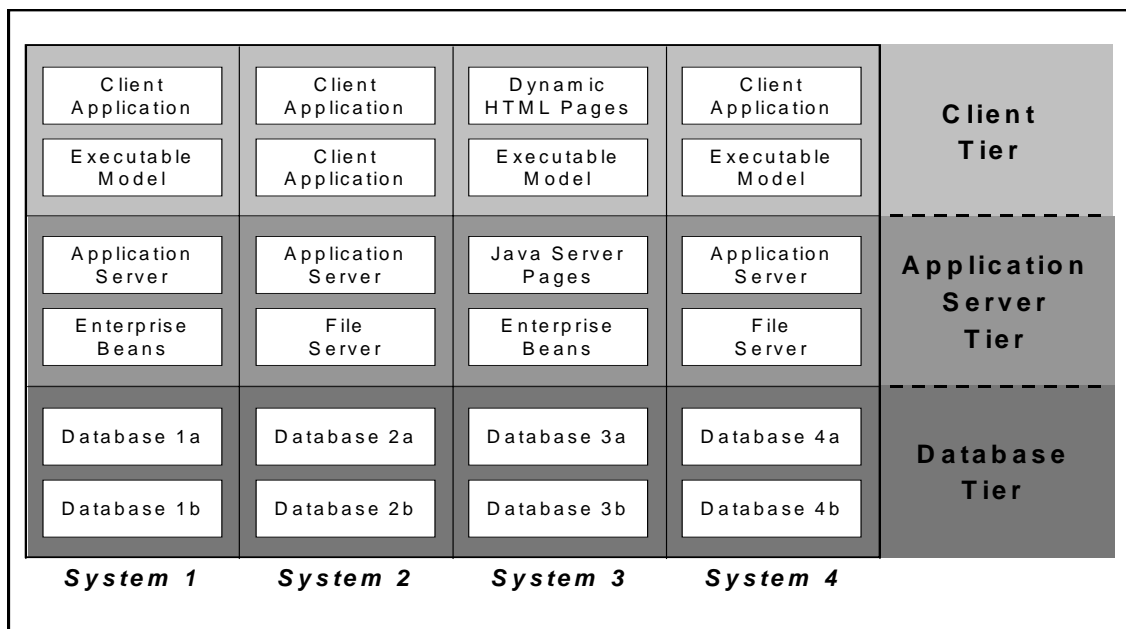 Client
Application
Client
Application
Dynamic
HTML Pages
Client
Application
Executable
Model
Client
Application
Executable
Model
Executable
Model
Client
Tier
Application
Server
Application
Server
Java Server
Pages
Application
Server
Enterprise
Beans
File
Server
Enterprise
Beans
File
Server
Application
Server
Tier
Database 1a
Database 2a
Database 3a
Database 4a
Database 1b
Database 2b
Database 3b
Database 4b
Database
Tier
System 1
System 2
System 3
System 4